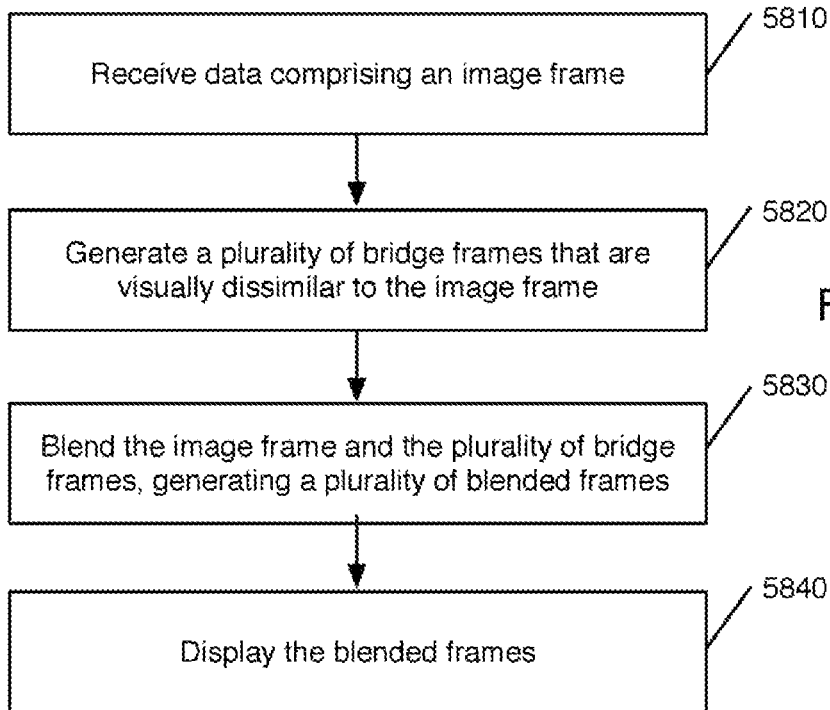 5810
Receive data comprising an image frame
5820
Generate a plurality of bridge frames that are
visually dissimilar to the image frame
F
5830
Blend the image frame and the plurality of bridge
frames, generating a plurality of blended frames
5840
Display the blended frames